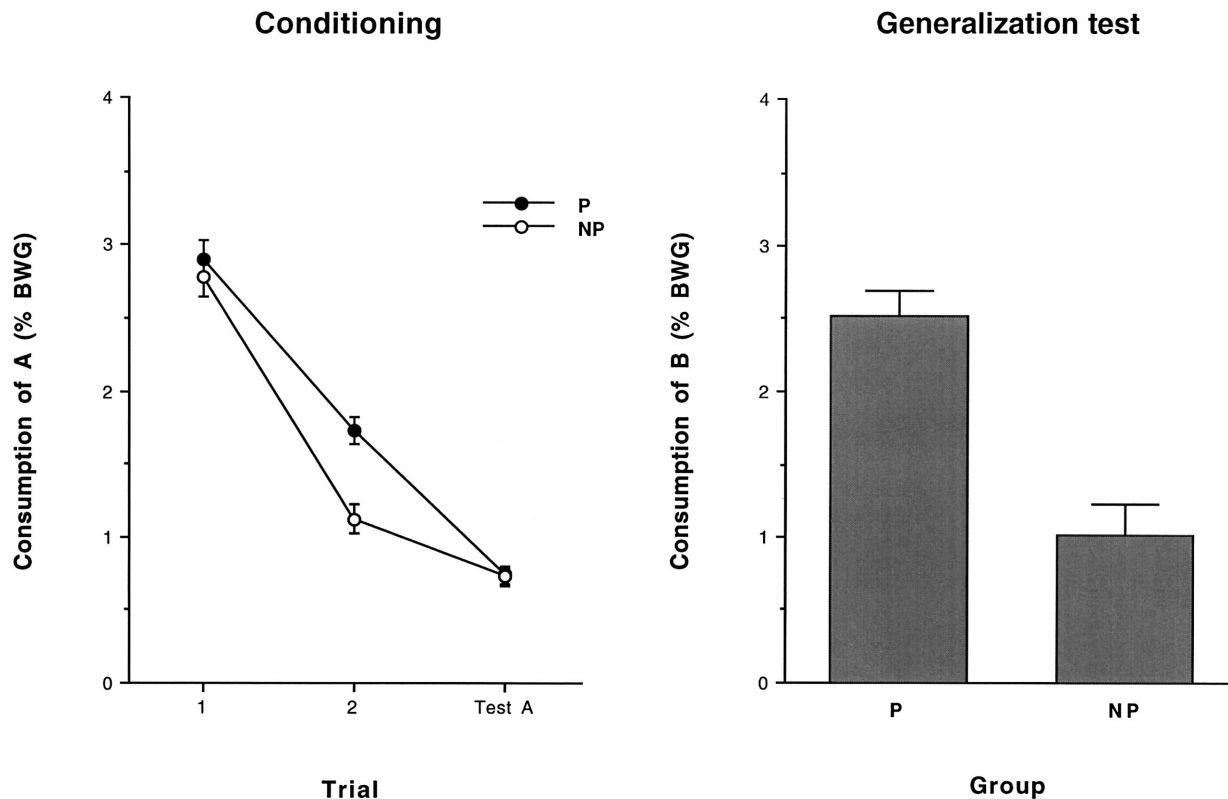 Conditioning
4
3
2
1
0
Consumption of A (% BWG)
P
NP
1
2
Test A
Trial
Generalization test
4
3
2
1
0
Consumption of B (% BWG)
P
NP
Group